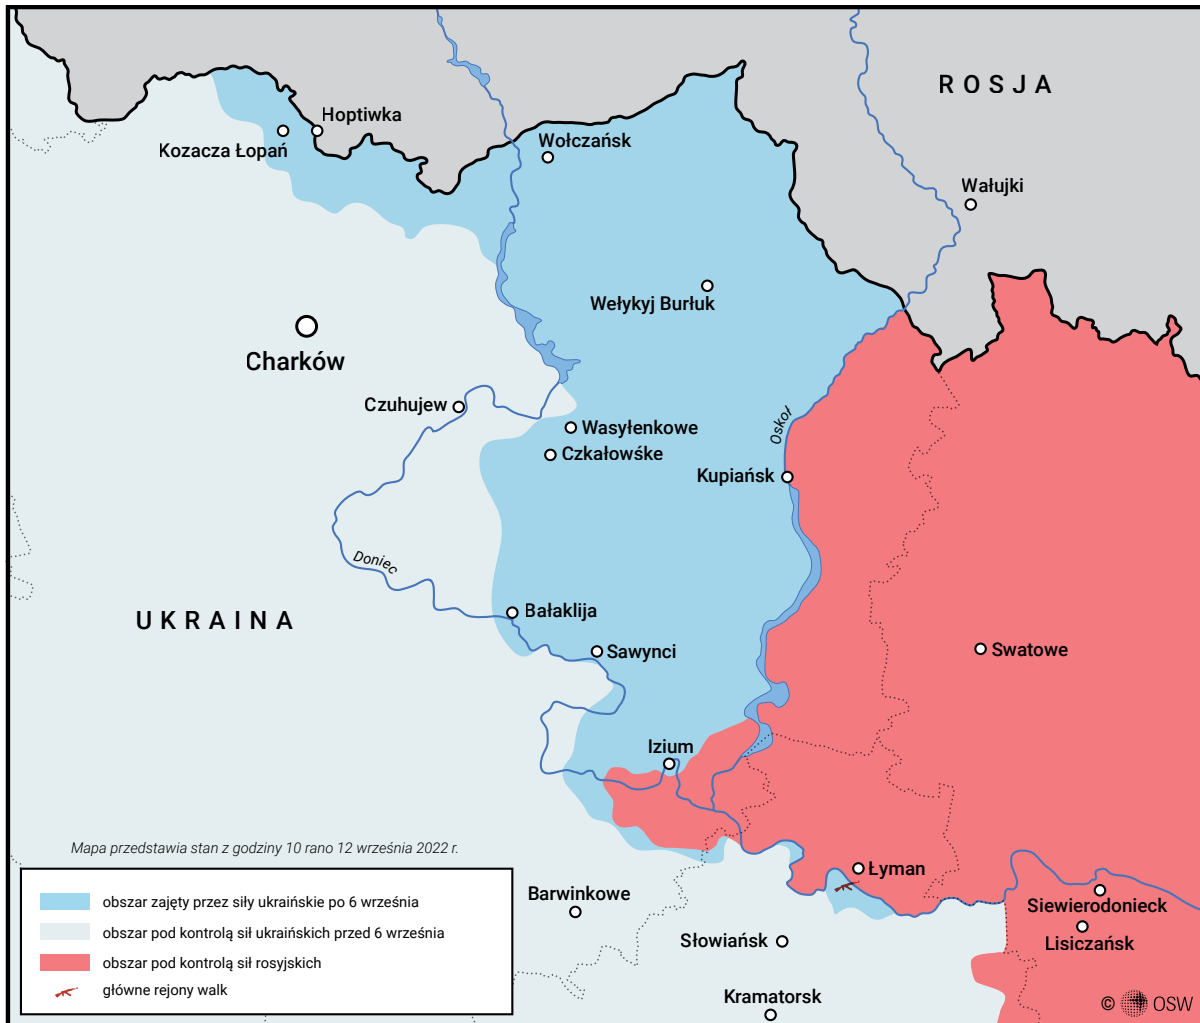 ROSJA
Hoptiwka
Kozacza Łopań
Wołczańsk
Wałujki
Wełykyj Burłuk
Charków
Czuhujew
Wasyłenkowe
Czkałowśke
Oskoł
Kupiańsk
Doniec
UKRAINA
Bałaklija
Sawynci
Swatowe
Izium
Mapa przedstawia stan z godziny 10 rano 12 września 2022 r.
Łyman
Barwinkowe
Siewierodonieck
Lisiczańsk
Słowiańsk
Kramatorsk
obszar zajęty przez siły ukraińskie po 6 września
obszar pod kontrolą sił ukraińskich przed 6 września
obszar pod kontrolą sił rosyjskich
główne rejony walk
© OSW